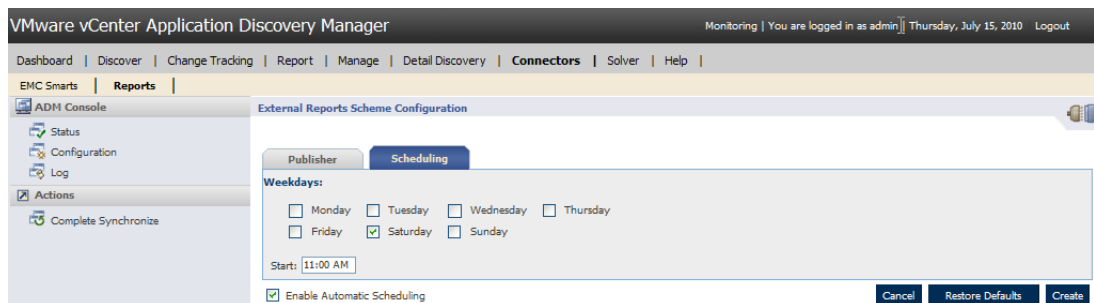 VMware vCenter Application Discovery Manager
Monitoring | You are logged in as admin | Thursday, July 15, 2010 Logout
Dashboard | Discover | Change Tracking | Report | Manage | Detail Discovery | Connectors | Solver | Help |
EMC Smarts | Reports |
ADM Console
Status
Configuration
Log
Actions
Complete Synchronize
External Reports Scheme Configuration
Publisher Scheduling
Weekdays:
Monday Tuesday Wednesday Thursday
Friday Saturday Sunday
Start: 11:00 AM
Enable Automatic Scheduling
Cancel Restore Defaults Create